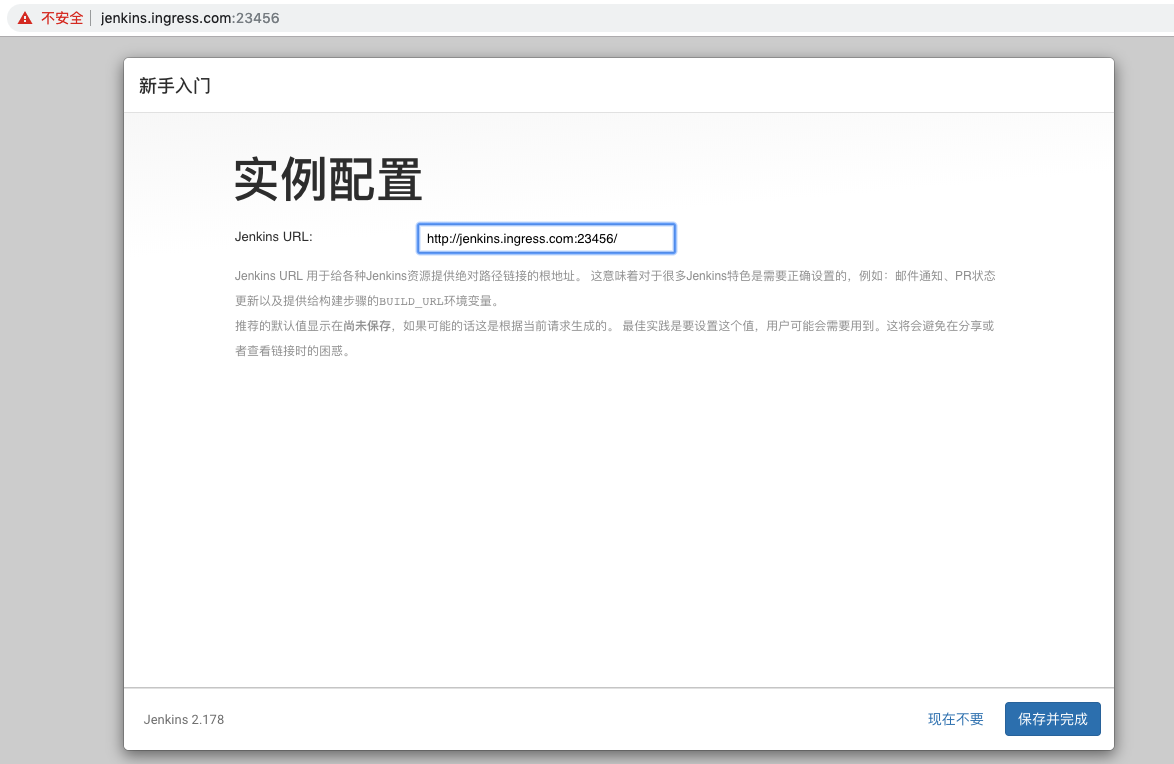 不安全 jenkins.ingress.com:23456
新手入门
实例配置
Jenkins URL: http://jenkins.ingress.com:23456/
Jenkins URL 用于给各种Jenkins资源提供绝对路径链接的根地址。 这意味着对于很多Jenkins特色是需要正确设置的，例如：邮件通知、PR状态
更新以及提供给构建步骤的BUILD_URL环境变量。
推荐的默认值显示在尚未保存，如果可能的话这是根据当前请求生成的。 最佳实践是要设置这个值，用户可能会需要用到。这将会避免在分享或
者查看链接时的困惑。
Jenkins 2.178 现在不要 保存并完成